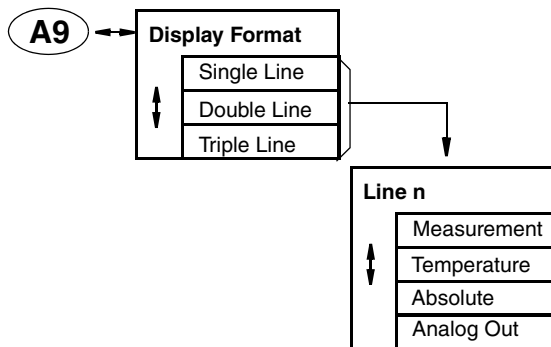 A9
Display Format
Single Line
Double Line
Triple Line
Line n
Measurement
Temperature
Absolute
Analog Out